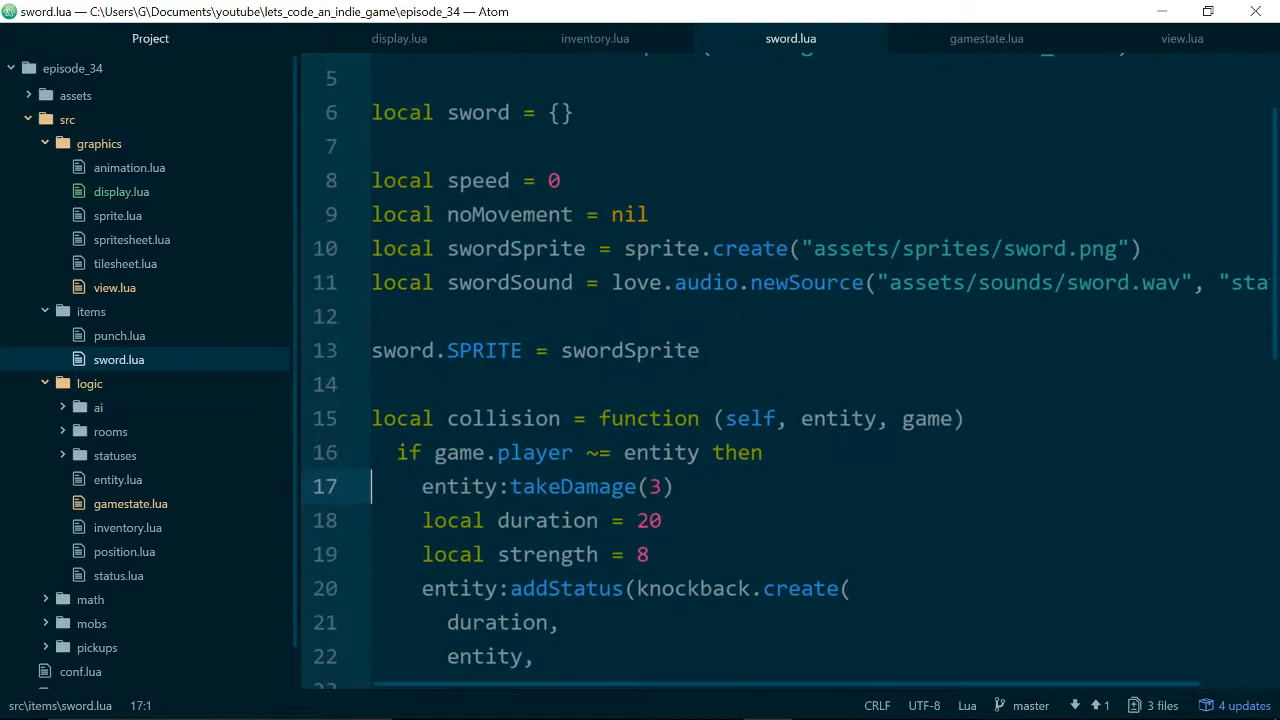 sword.lua — C:\Users\G\Documents\youtube\lets_code_an_indie_game\episode_34 — Atom
Project
display.lua
inventory.lua
sword.lua
gamestate.lua
view.lua
episode_34
assets
src
graphics
animation.lua
display.lua
sprite.lua
spritesheet.lua
tilesheet.lua
view.lua
items
punch.lua
sword.lua
logic
ai
rooms
statuses
entity.lua
gamestate.lua
inventory.lua
position.lua
status.lua
math
mobs
pickups
conf.lua
5
6 local sword = {}
7
8 local speed = 0
9 local noMovement = nil
10 local swordSprite = sprite.create("assets/sprites/sword.png")
11 local swordSound = love.audio.newSource("assets/sounds/sword.wav", "sta
12
13 sword.SPRITE = swordSprite
14
15 local collision = function (self, entity, game)
16 if game.player ~= entity then
17 entity:takeDamage(3)
18 local duration = 20
19 local strength = 8
20 entity:addStatus(knockback.create(
21 duration,
22 entity,
src\items\sword.lua 17:1 CRLF UTF-8 Lua master 1 3 files 4 updates